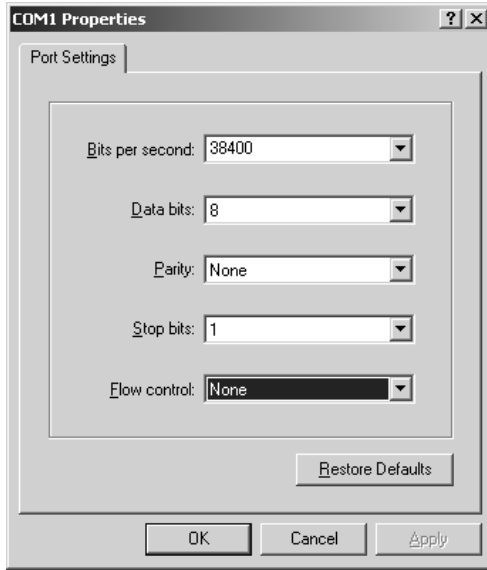 COM1 Properties
Port Settings
Bits per second: 38400
Data bits: 8
Parity: None
Stop bits: 1
Flow control: None
Restore Defaults
OK Cancel Apply